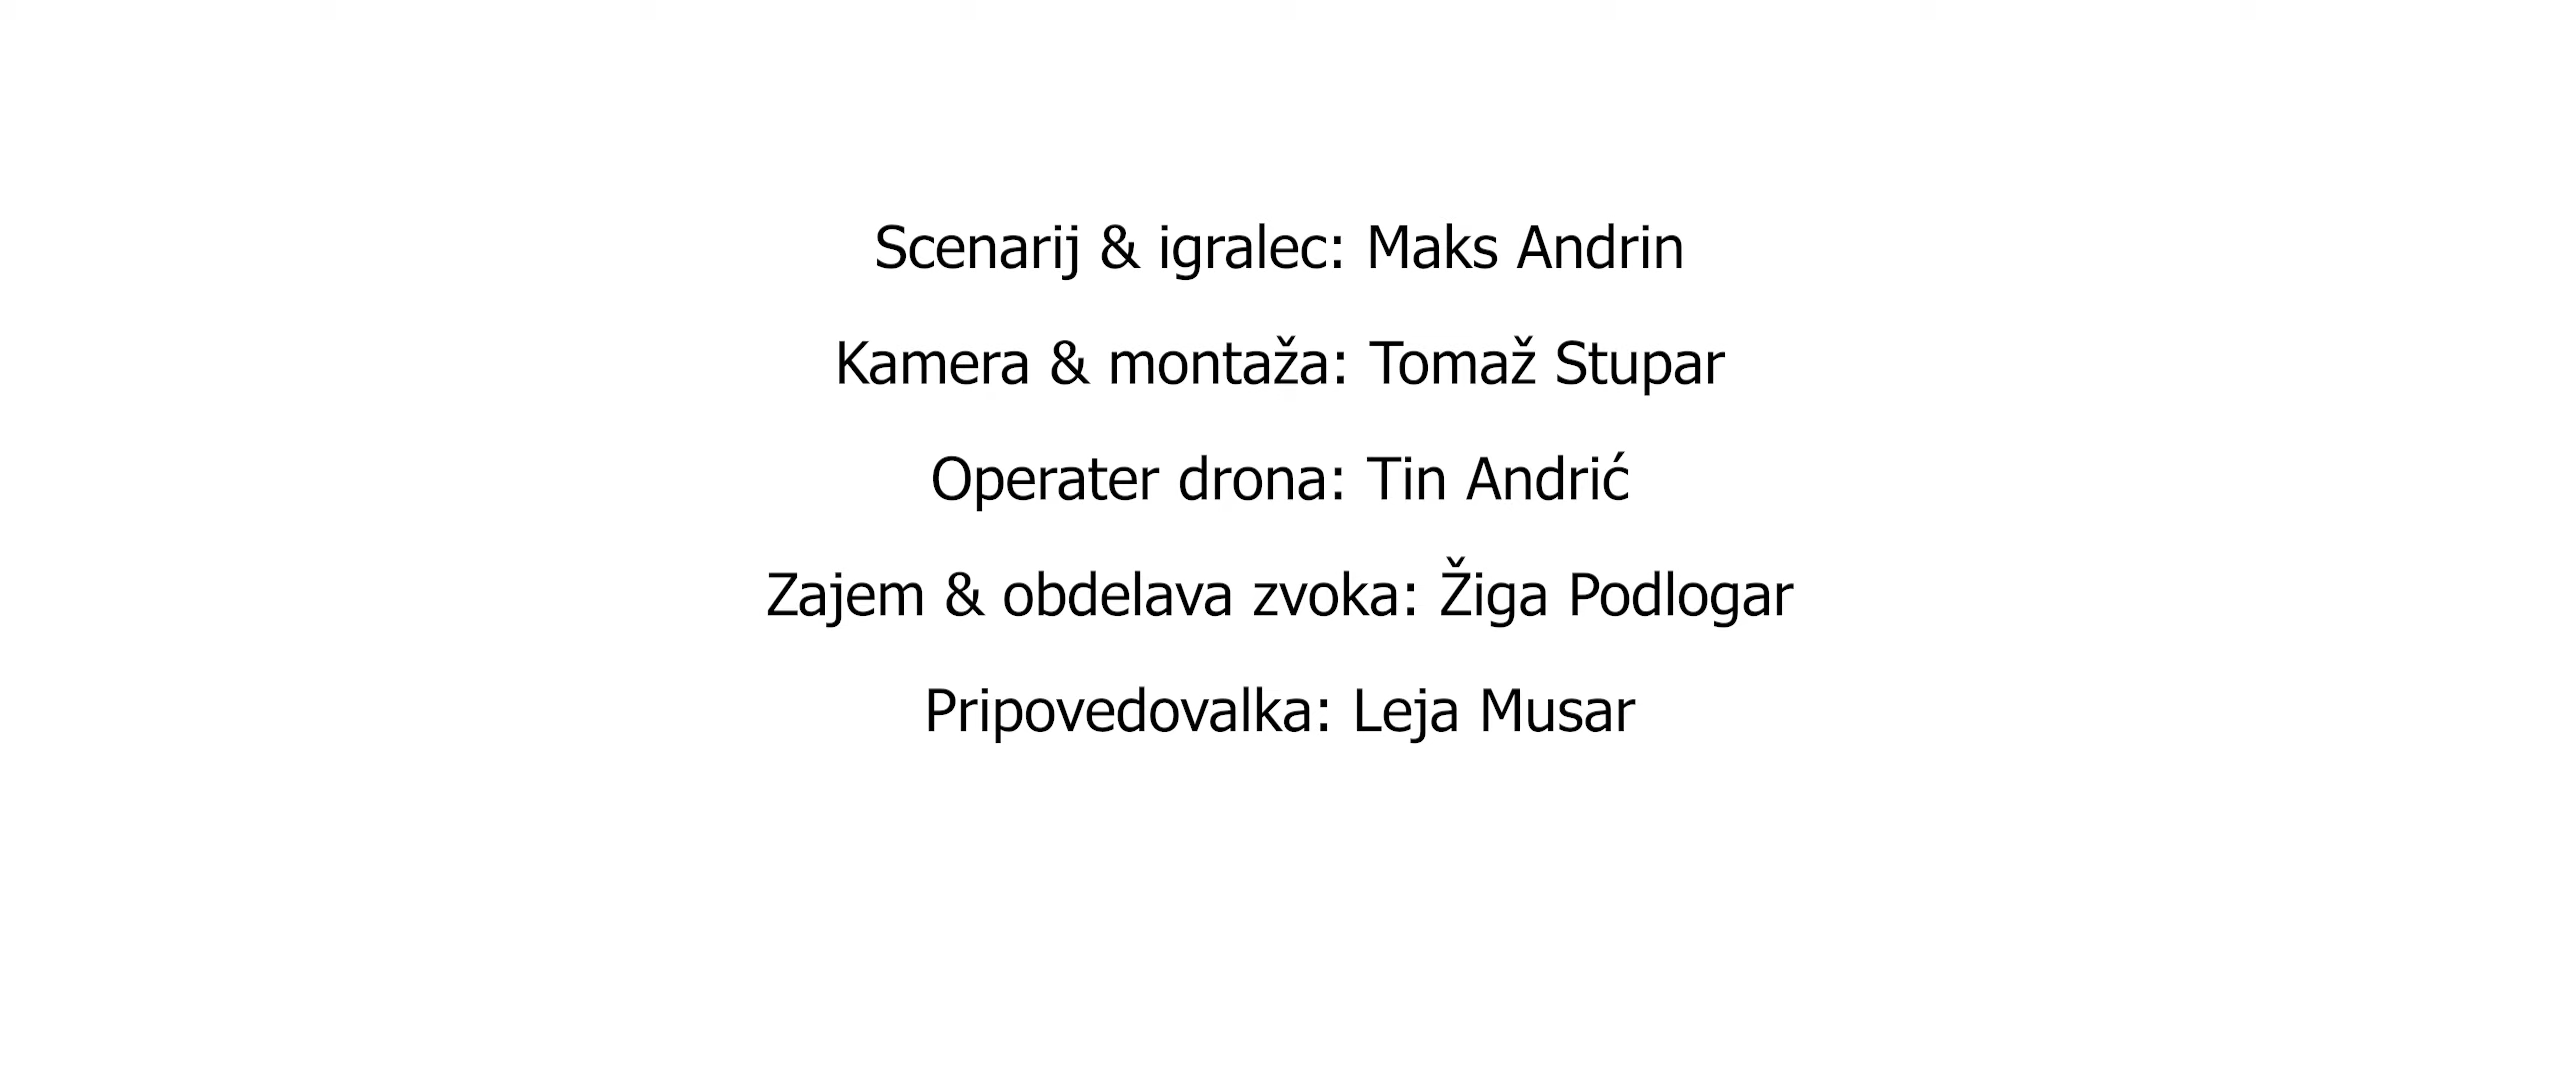 Scenarij & igralec: Maks Andrin
Kamera & montaža: Tomaž Stupar
Operater drona: Tin Andrić
Zajem & obdelava zvoka: Žiga Podlogar
Pripovedovalka: Leja Musar